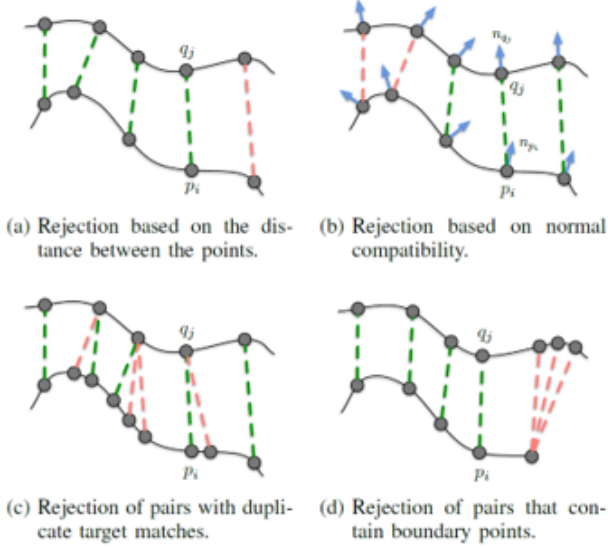 q_j
p_i
(a) Rejection based on the dis-
tance between the points.
n_{q_j}
q_j
n_{p_i}
p_i
(b) Rejection based on normal
compatibility.
q_j
p_i
(c) Rejection of pairs with dupli-
cate target matches.
q_j
p_i
(d) Rejection of pairs that con-
tain boundary points.